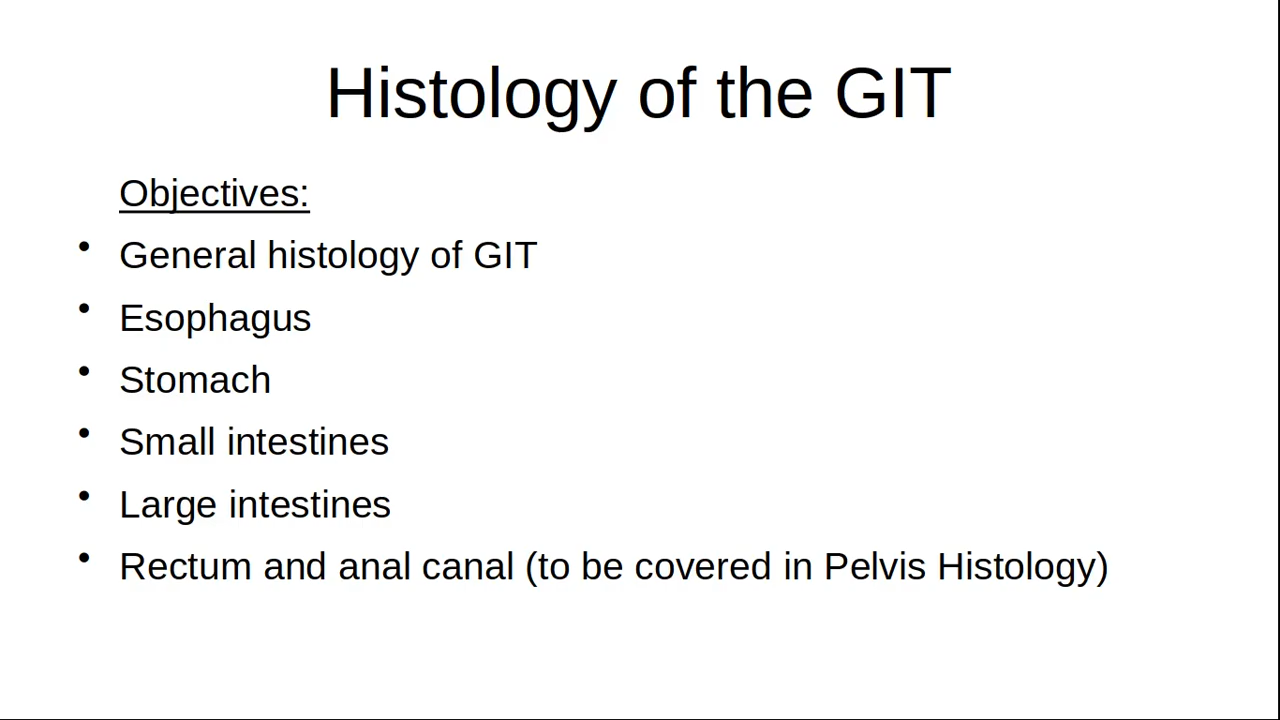 Histology of the GIT
Objectives:
• General histology of GIT
• Esophagus
• Stomach
• Small intestines
• Large intestines
• Rectum and anal canal (to be covered in Pelvis Histology)